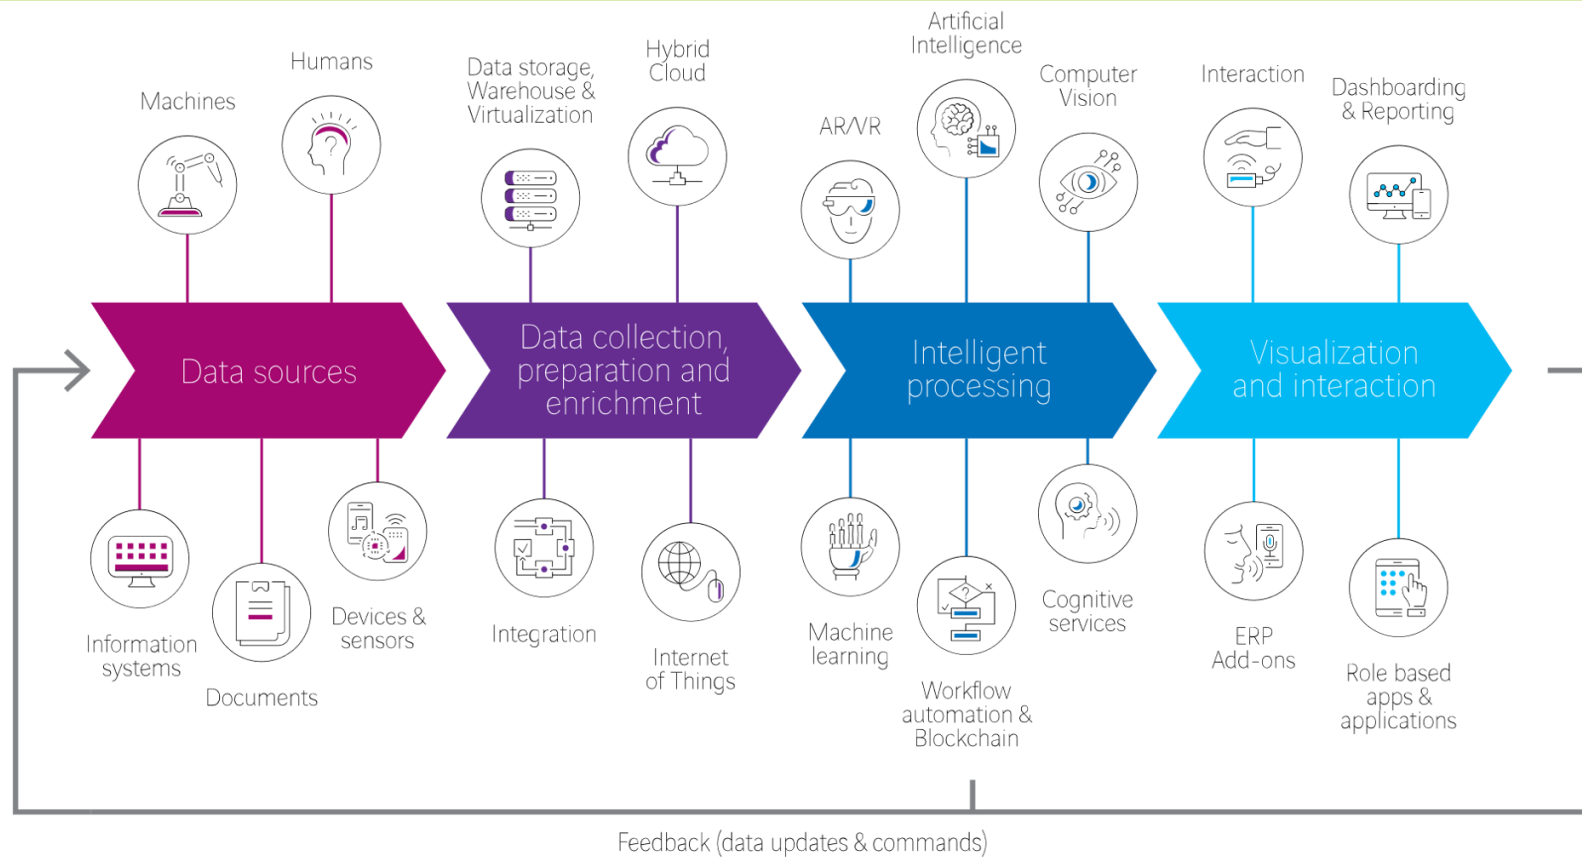 Machines
Humans
Data storage,
Warehouse &
Virtualization
Hybrid
Cloud
AR/VR
Artificial
Intelligence
Computer
Vision
Interaction
Dashboarding
& Reporting
Data sources
Data collection,
preparation and
enrichment
Intelligent
processing
Visualization
and interaction
Information
systems
Documents
Devices &
sensors
Integration
Internet
of Things
Machine
learning
Workflow
automation &
Blockchain
Cognitive
services
ERP
Add-ons
Role based
apps &
applications
Feedback (data updates & commands)